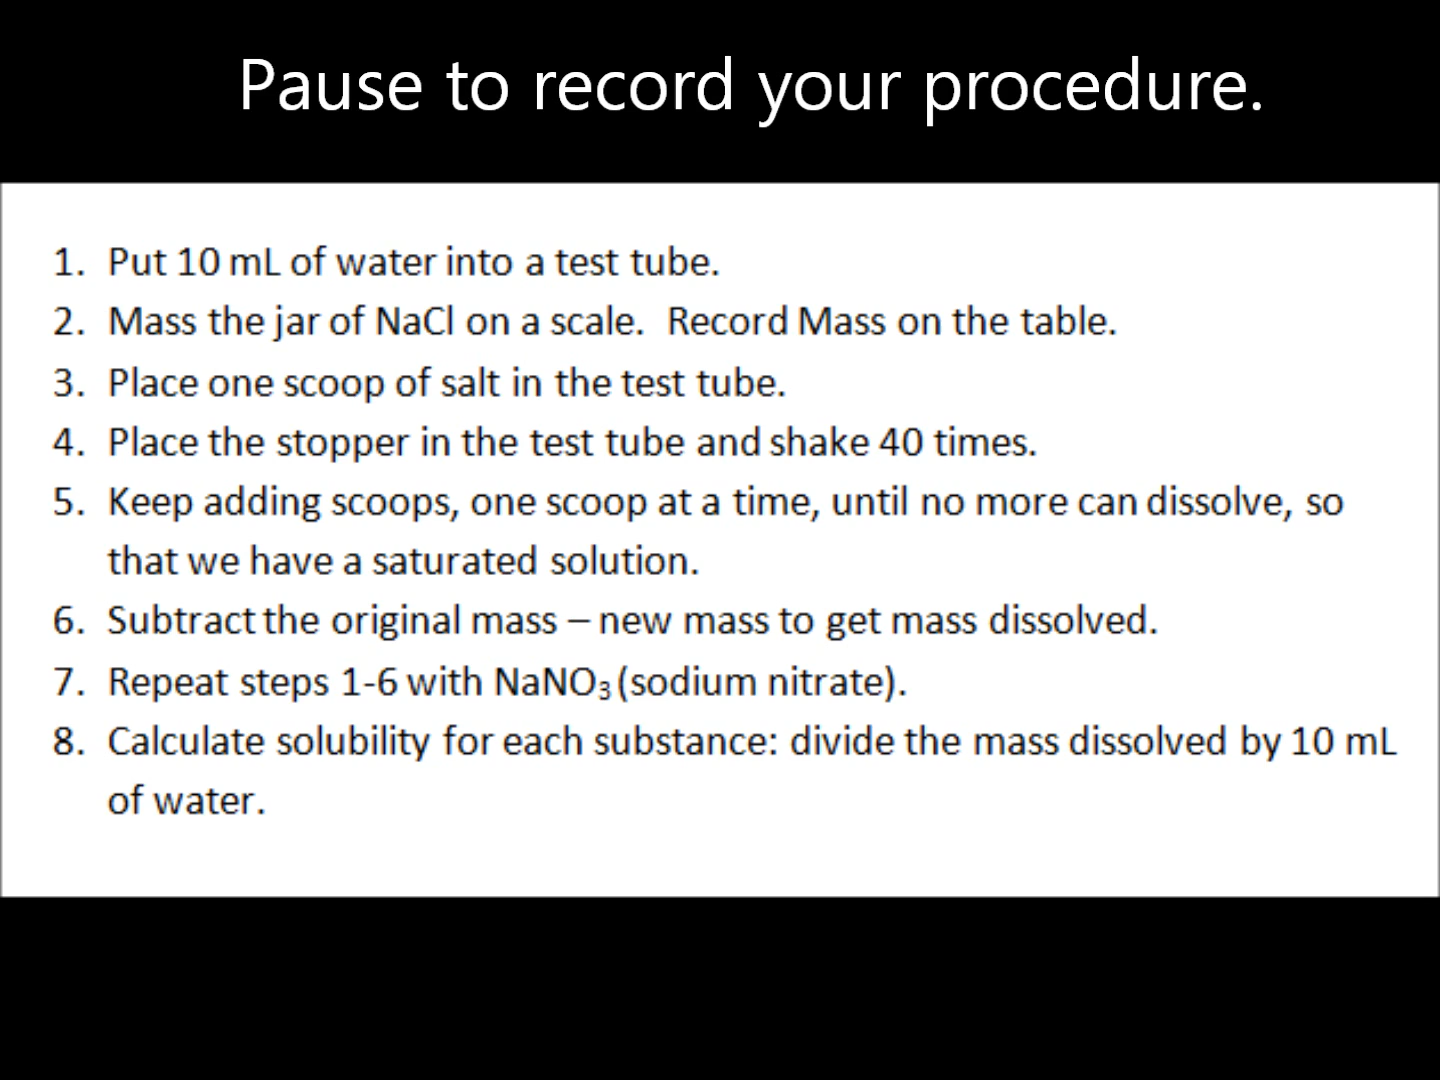 Pause to record your procedure.
1. Put 10 mL of water into a test tube.
2. Mass the jar of NaCl on a scale.  Record Mass on the table.
3. Place one scoop of salt in the test tube.
4. Place the stopper in the test tube and shake 40 times.
5. Keep adding scoops, one scoop at a time, until no more can dissolve, so
that we have a saturated solution.
6. Subtract the original mass – new mass to get mass dissolved.
7. Repeat steps 1-6 with NaNO₃ (sodium nitrate).
8. Calculate solubility for each substance: divide the mass dissolved by 10 mL
of water.